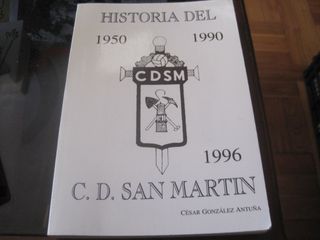 HISTORIA DEL
1950 1990
CDSM
1996
C. D. SAN MARTIN
CÉSAR GONZÁLEZ ANTUÑA